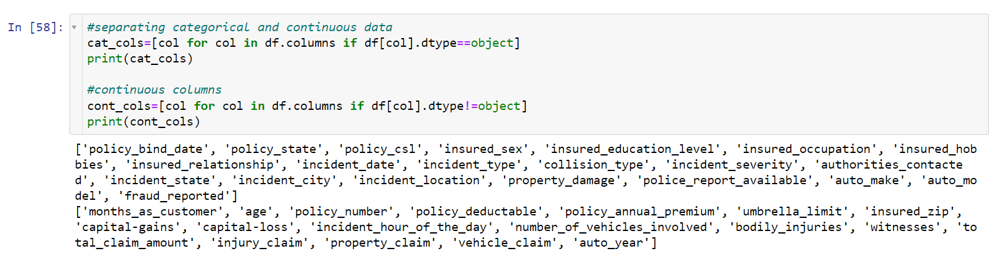 In [58]:
#separating categorical and continuous data
cat_cols=[col for col in df.columns if df[col].dtype==object]
print(cat_cols)
#continuous columns
cont_cols=[col for col in df.columns if df[col].dtype!=object]
print(cont_cols)
['policy_bind_date', 'policy_state', 'policy_csl', 'insured_sex', 'insured_education_level', 'insured_occupation', 'insured_hob
bies', 'insured_relationship', 'incident_date', 'incident_type', 'collision_type', 'incident_severity', 'authorities_contacte
d', 'incident_state', 'incident_city', 'incident_location', 'property_damage', 'police_report_available', 'auto_make', 'auto_mo
del', 'fraud_reported']
['months_as_customer', 'age', 'policy_number', 'policy_deductable', 'policy_annual_premium', 'umbrella_limit', 'insured_zip',
'capital-gains', 'capital-loss', 'incident_hour_of_the_day', 'number_of_vehicles_involved', 'bodily_injuries', 'witnesses', 'to
tal_claim_amount', 'injury_claim', 'property_claim', 'vehicle_claim', 'auto_year']